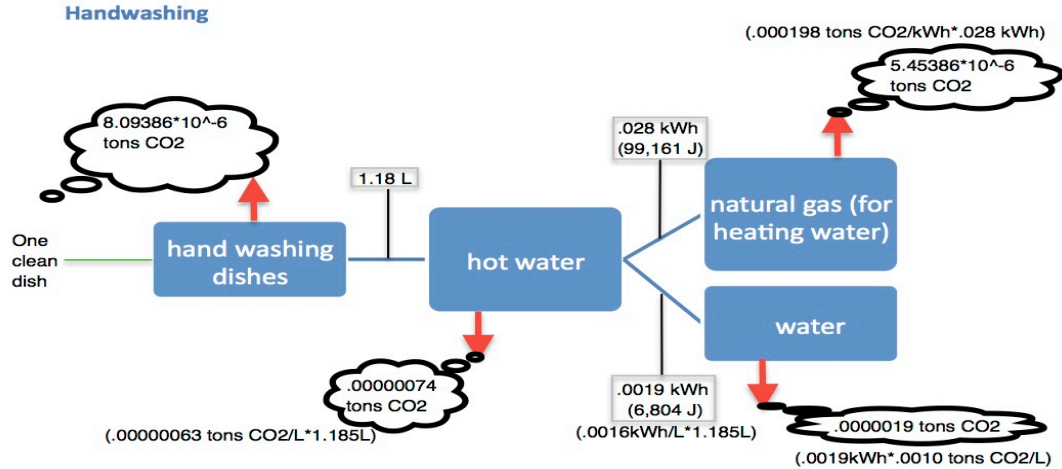 Handwashing
(.000198 tons CO2/kWh*.028 kWh)
5.45386*10^-6
tons CO2
8.09386*10^-6
tons CO2
.028 kWh
(99,161 J)
1.18 L
natural gas (for
heating water)
One
clean
dish
hand washing
dishes
hot water
water
.00000074
tons CO2
(.00000063 tons CO2/L*1.185L)
.0019 kWh
(6,804 J)
(.0016kWh/L*1.185L)
.0000019 tons CO2
(.0019kWh*.0010 tons CO2/L)